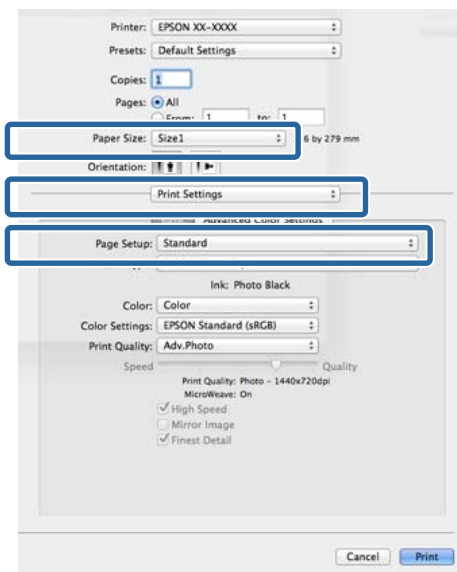 Printer: EPSON XX-XXXX
Presets: Default Settings
Copies: 1
Pages: All
From: 1 to: 1
Paper Size: Size1 6 by 279 mm
Orientation:
Print Settings
Advanced Color Settings
Page Setup: Standard
Ink: Photo Black
Color: Color
Color Settings: EPSON Standard (sRGB)
Print Quality: Adv.Photo
Speed Quality
Print Quality: Photo - 1440x720dpi
MicroWeave: On
High Speed
Mirror Image
Finest Detail
Cancel Print